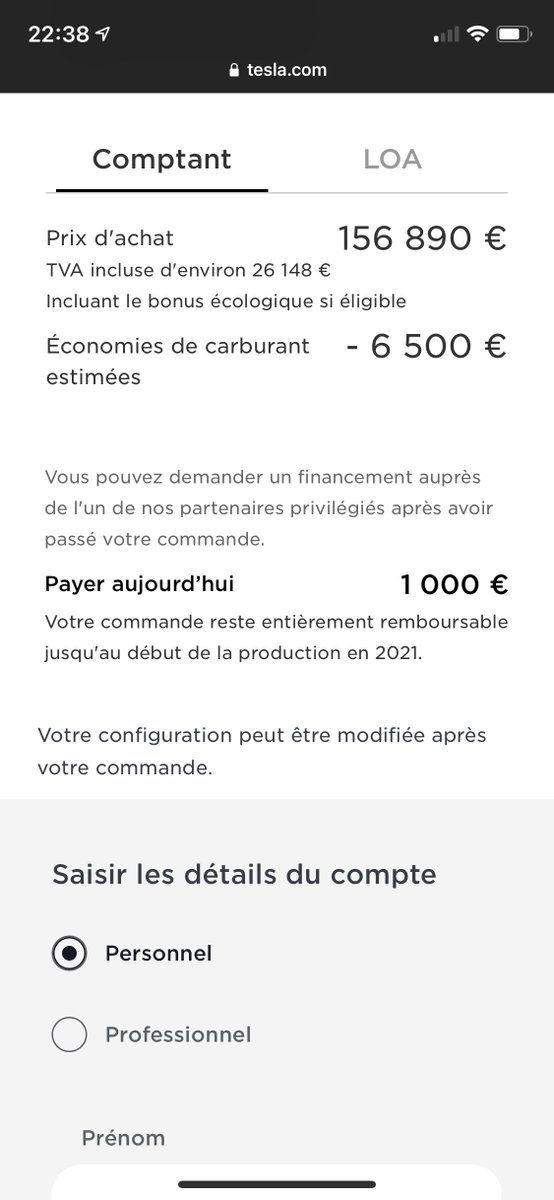 22:38
tesla.com
Comptant LOA
Prix d'achat 156 890 €
TVA incluse d'environ 26 148 €
Incluant le bonus écologique si éligible
Économies de carburant - 6 500 €
estimées
Vous pouvez demander un financement auprès
de l'un de nos partenaires privilégiés après avoir
passé votre commande.
Payer aujourd’hui 1 000 €
Votre commande reste entièrement remboursable
jusqu'au début de la production en 2021.
Votre configuration peut être modifiée après
votre commande.
Saisir les détails du compte
Personnel
Professionnel
Prénom